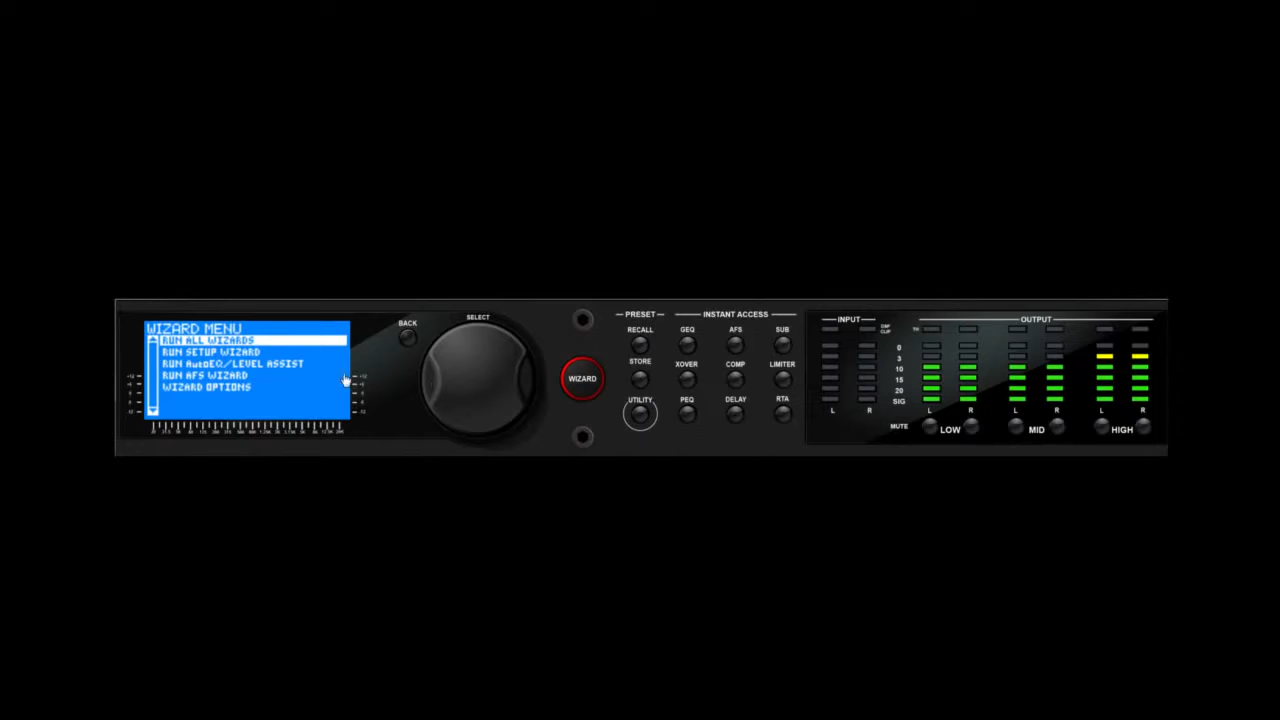 WIZARD MENU
RUN ALL WIZARDS
RUN SETUP WIZARD
RUN AutoEQ/LEVEL ASSIST
RUN AFS WIZARD
WIZARD OPTIONS
BACK
SELECT
WIZARD
PRESET
RECALL
STORE
UTILITY
INSTANT ACCESS
GEQ AFS SUB
XOVER COMP LIMITER
PEQ DELAY RTA
INPUT
OUTPUT
CLIP
TH
0
3
10
15
20
SIG
L R L R L R L R
MUTE LOW MID HIGH